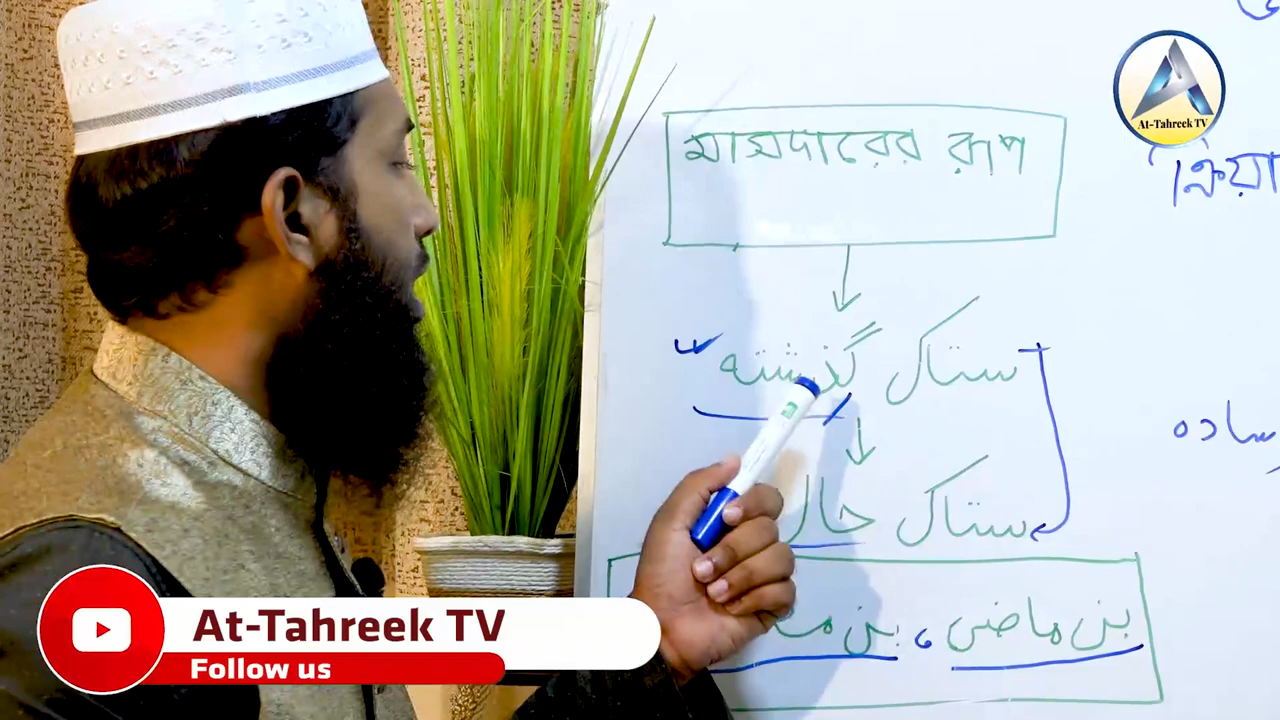 At-Tahreek TV
মাসদারের রূপ
ক্রিয়া
ستاک گذشته
ساده
ستاک حال
بن ماضی ، بن
At-Tahreek TV
Follow us